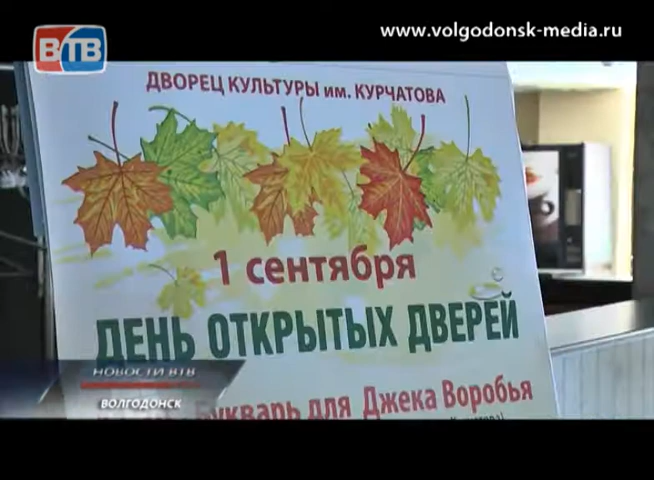 www.volgodonsk-media.ru
ВТВ
ДВОРЕЦ КУЛЬТУРЫ им. КУРЧАТОВА
1 сентября
ДЕНЬ ОТКРЫТЫХ ДВЕРЕЙ
НОВОСТИ ВТВ
Букварь для Джека Воробья
ВОЛГОДОНСК